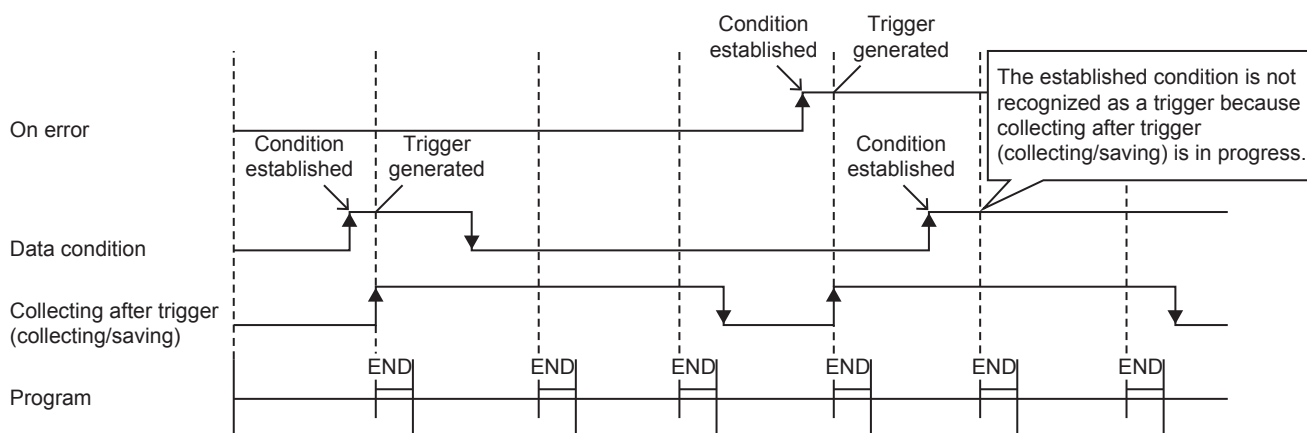 Condition
established
Trigger
generated
The established condition is not
recognized as a trigger because
collecting after trigger
(collecting/saving) is in progress.
On error
Condition
established
Trigger
generated
Condition
established
Data condition
Collecting after trigger
(collecting/saving)
END
END
END
END
END
END
Program